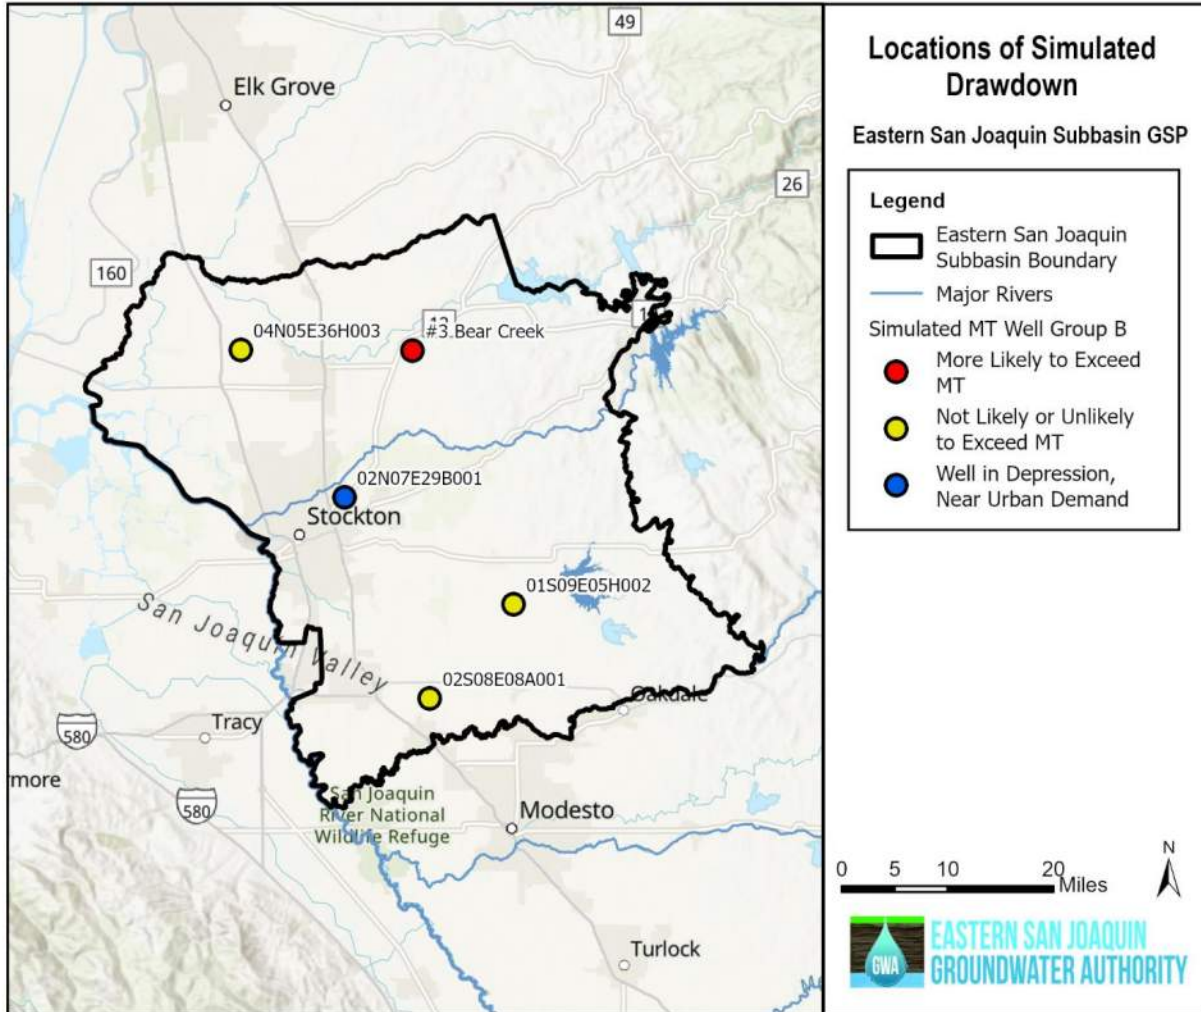 49
Elk Grove
26
160
12
04N05E36H003
#3 Bear Creek
02N07E29B001
Stockton
01S09E05H002
San Joaquin Valley
02S08E08A001
Oakdale
Tracy
580
more
580
San Joaquin
River National
Wildlife Refuge
Modesto
Turlock
Locations of Simulated
Drawdown
Eastern San Joaquin Subbasin GSP
Legend
Eastern San Joaquin
Subbasin Boundary
Major Rivers
Simulated MT Well Group B
More Likely to Exceed
MT
Not Likely or Unlikely
to Exceed MT
Well in Depression,
Near Urban Demand
N
0 5 10 20
Miles
GWA
EASTERN SAN JOAQUIN
GROUNDWATER AUTHORITY